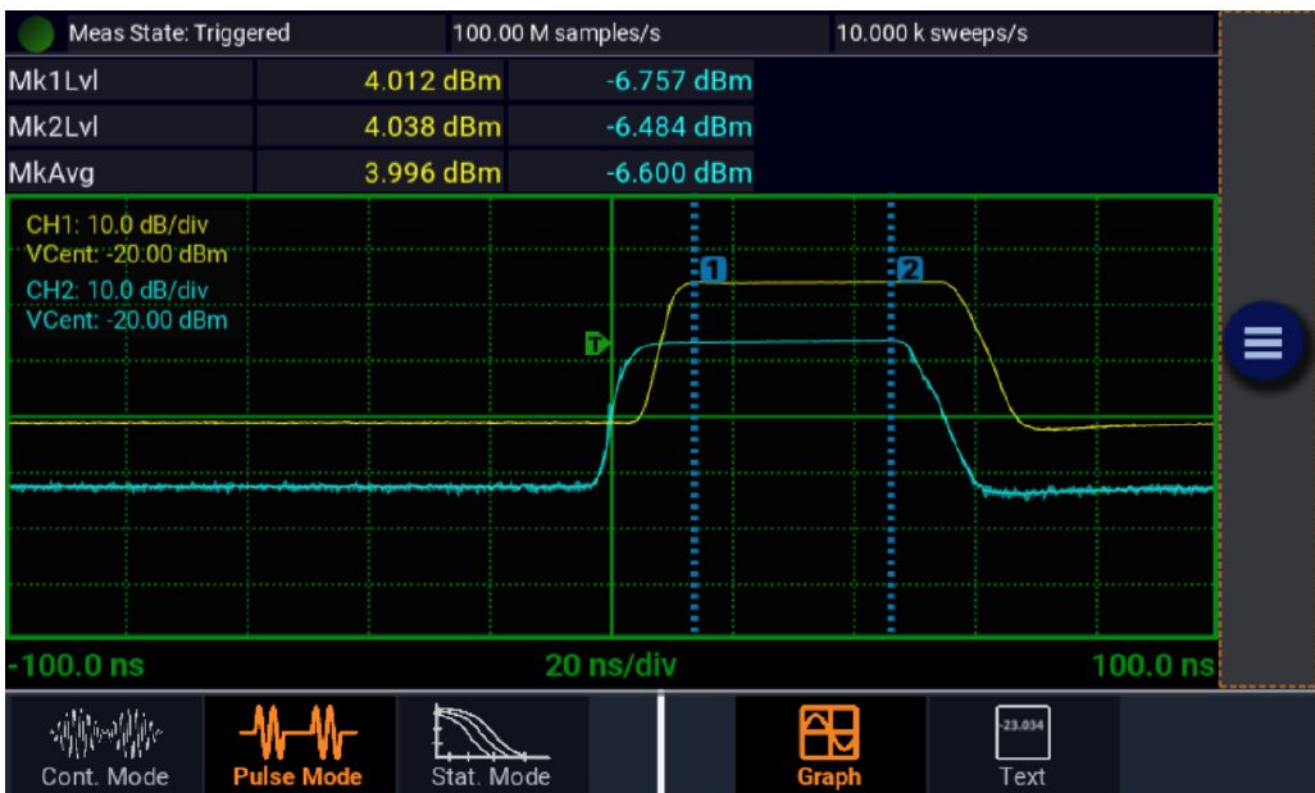 Meas State: Triggered 100.00 M samples/s 10.000 k sweeps/s
Mk1Lvl 4.012 dBm -6.757 dBm
Mk2Lvl 4.038 dBm -6.484 dBm
MkAvg 3.996 dBm -6.600 dBm
CH1: 10.0 dB/div
VCent: -20.00 dBm
CH2: 10.0 dB/div
VCent: -20.00 dBm
1 2
T
-100.0 ns 20 ns/div 100.0 ns
-23.034
Cont. Mode Pulse Mode Stat. Mode Graph Text